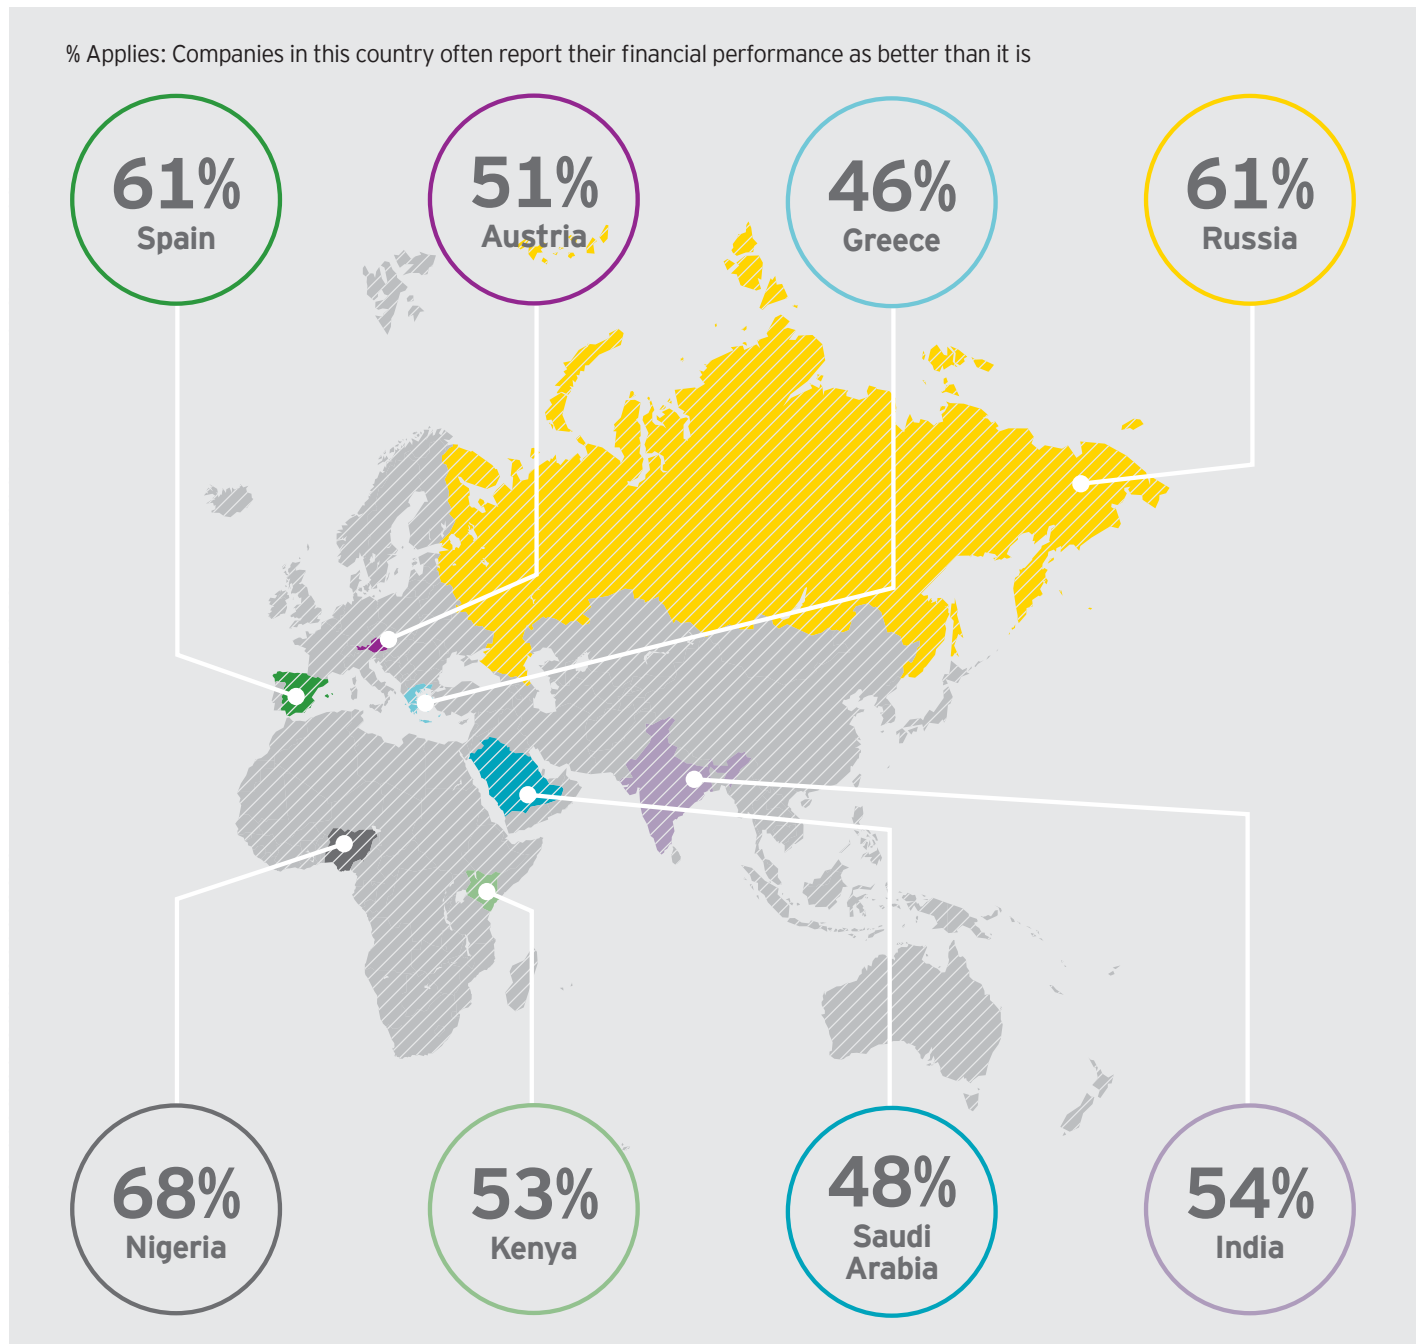 % Applies: Companies in this country often report their financial performance as better than it is
61%
Spain
51%
Austria
46%
Greece
61%
Russia
68%
Nigeria
53%
Kenya
48%
Saudi
Arabia
54%
India